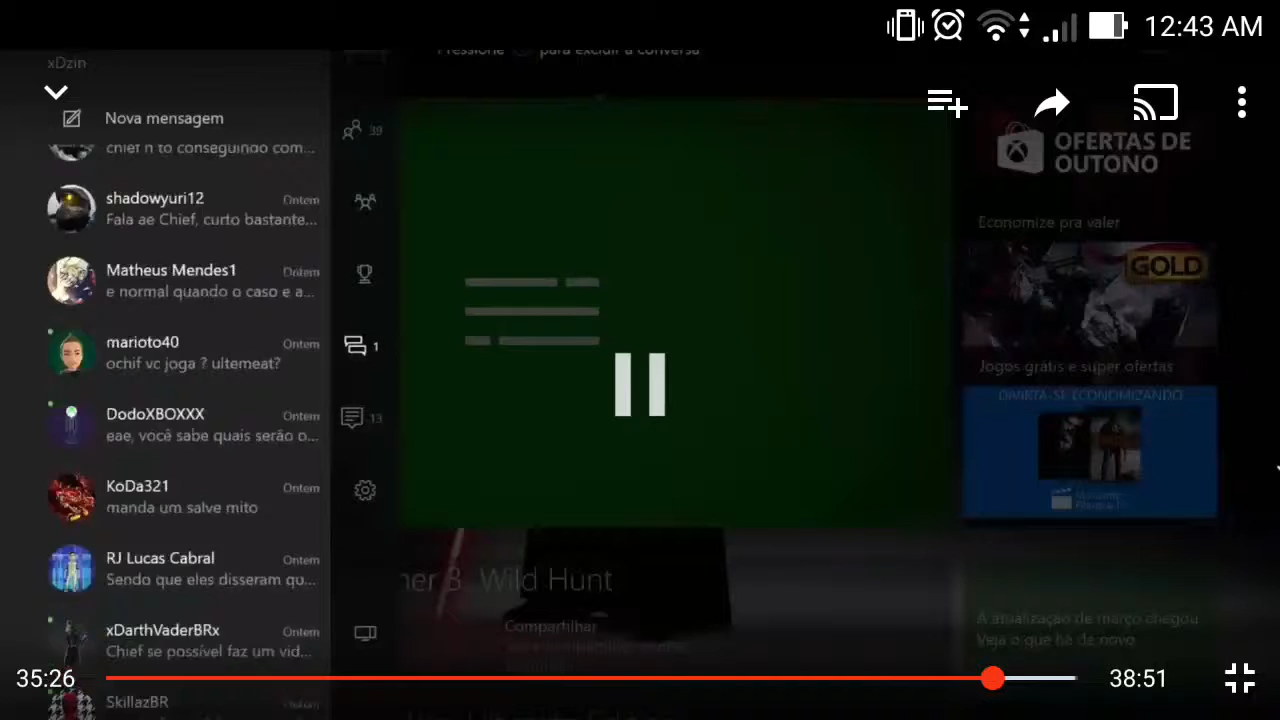 12:43 AM
xDzin
Pressione para excluir a conversa
Nova mensagem
chief n to conseguindo com...
39
OFERTAS DE
OUTONO
shadowyuri12 Ontem
Fala ae Chief, curto bastante...
Economize pra valer
Matheus Mendes1 Ontem
e normal quando o caso e a...
GOLD
marioto40 Ontem
ochif vc joga ? ultemeat?
1
Jogos grátis e super ofertas
DIVIRTA-SE ECONOMIZANDO
DodoXBOXXX Ontem
eae, você sabe quais serão o...
13
KoDa321 Ontem
manda um salve mito
RJ Lucas Cabral Ontem
Sendo que eles disseram qu...
her 3 Wild Hunt
xDarthVaderBRx Ontem
Chief se possível faz um vid...
Compartilhar
A atualização de março chegou
Veja o que há de novo
35:26
38:51
SkillazBR Ontem